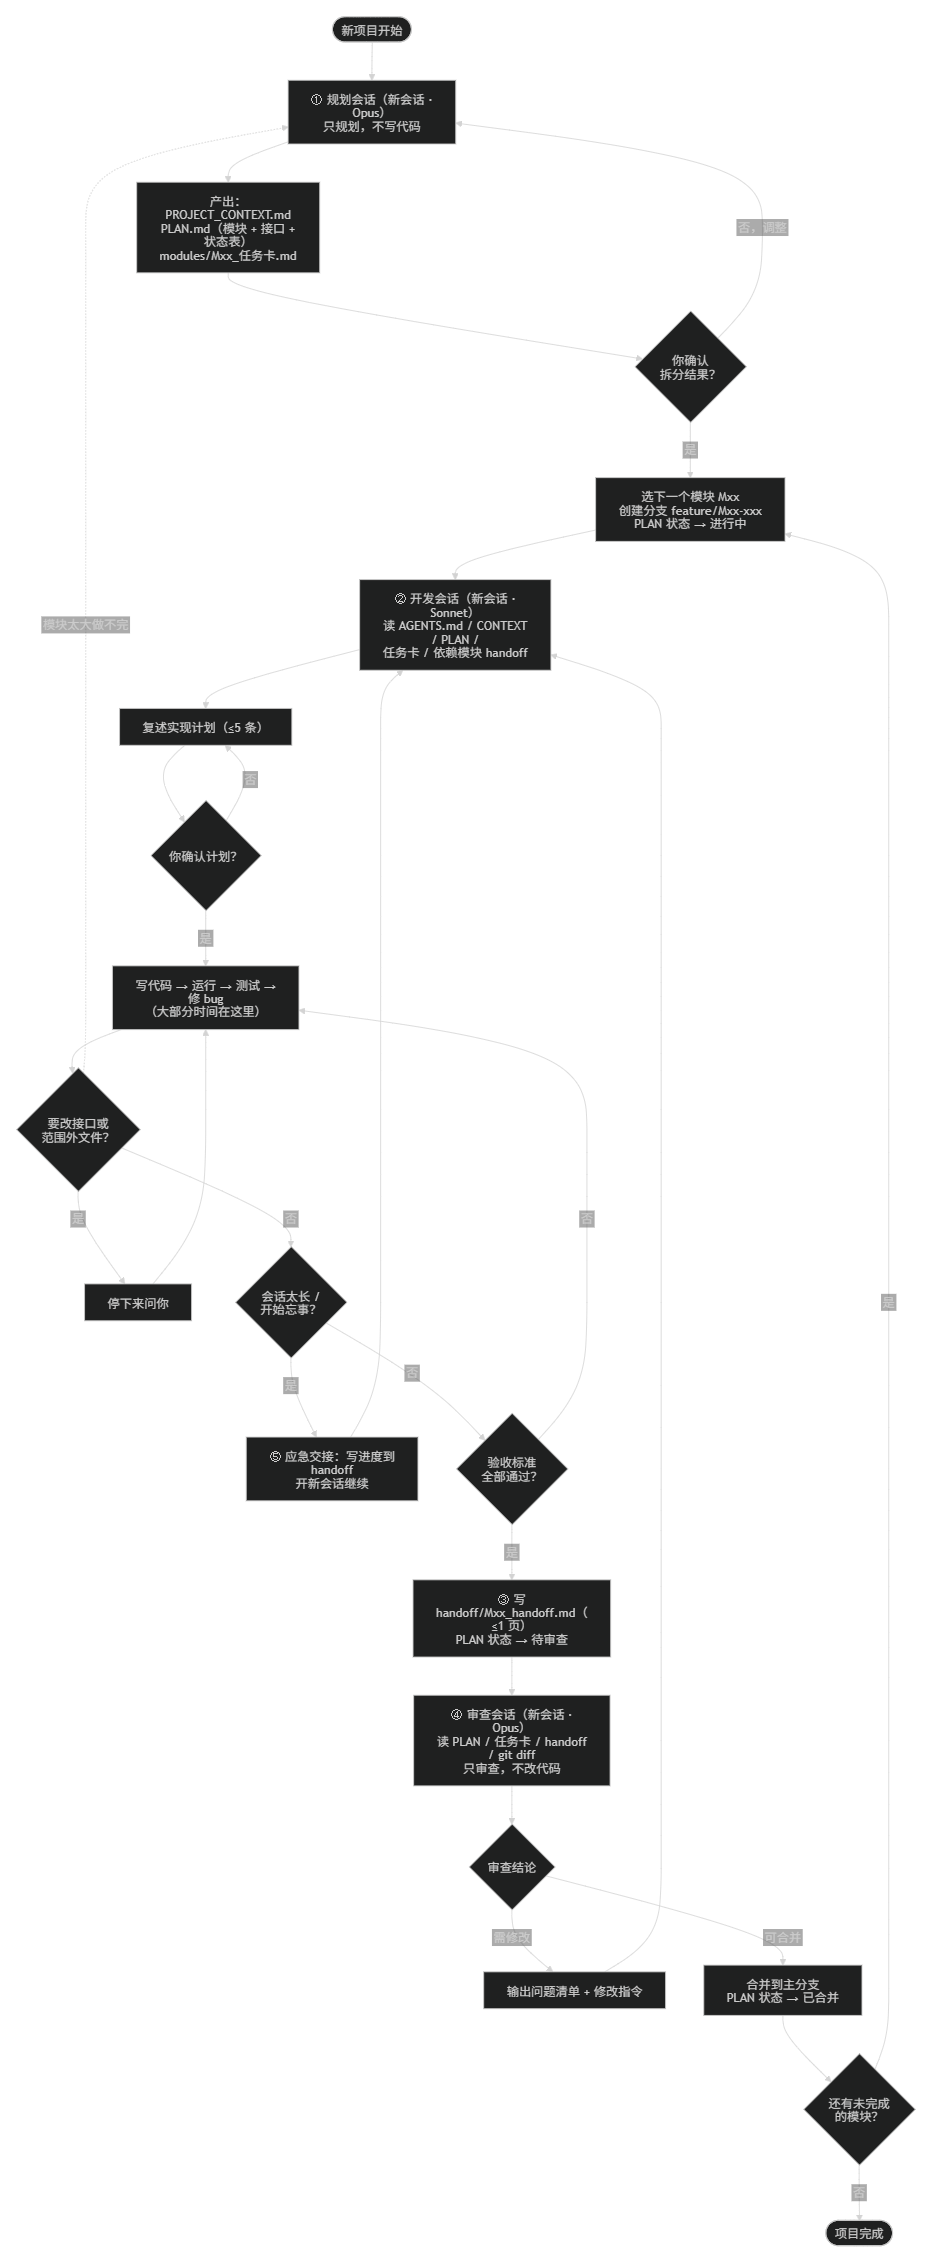 新项目开始
① 规划会话（新会话 ·
Opus）
只规划，不写代码
产出：
PROJECT_CONTEXT.md
PLAN.md（模块 + 接口 +
状态表）
modules/Mxx_任务卡.md
否，调整
你确认
拆分结果？
是
选下一个模块 Mxx
创建分支 feature/Mxx-xxx
PLAN 状态 → 进行中
② 开发会话（新会话 ·
Sonnet）
读 AGENTS.md / CONTEXT
/ PLAN /
任务卡 / 依赖模块 handoff
模块太大做不完
复述实现计划（≤5 条）
否
你确认计划？
是
写代码 → 运行 → 测试 →
修 bug
（大部分时间在这里）
要改接口或
范围外文件？
是
否
否
停下来问你
会话太长 /
开始忘事？
是
是
否
⑤ 应急交接：写进度到
handoff
开新会话继续
验收标准
全部通过？
是
③ 写
handoff/Mxx_handoff.md（
≤1 页）
PLAN 状态 → 待审查
④ 审查会话（新会话 ·
Opus）
读 PLAN / 任务卡 / handoff
/ git diff
只审查，不改代码
审查结论
需修改
可合并
输出问题清单 + 修改指令
合并到主分支
PLAN 状态 → 已合并
还有未完成
的模块？
否
项目完成